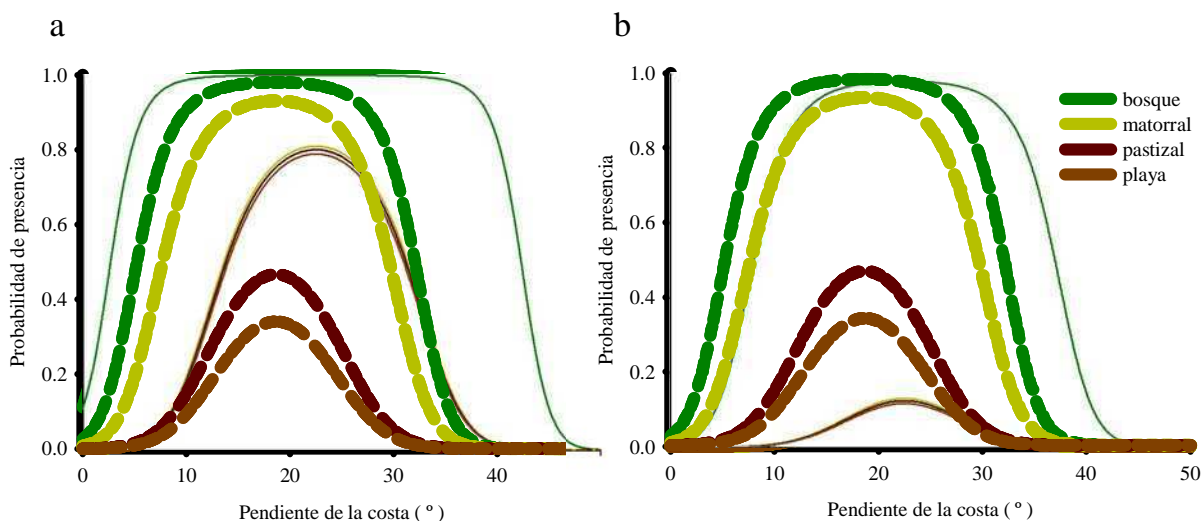 a
b
1.0
0.8
0.6
0.4
0.2
0.0
Probabilidad de presencia
0
10
20
30
40
Pendiente de la costa ( º )
1.0
0.8
0.6
0.4
0.2
0.0
Probabilidad de presencia
0
10
20
30
40
50
Pendiente de la costa ( º )
bosque
matorral
pastizal
playa